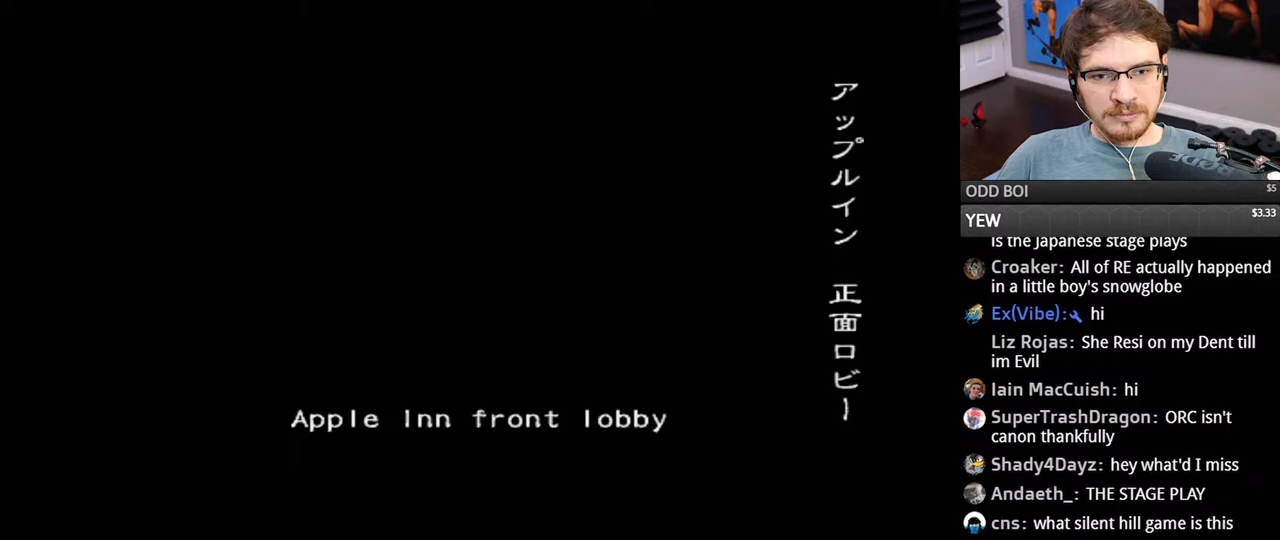 アップルイン 正面ロビー
Apple Inn front lobby
RODE
ODD BOI
$5
YEW
$3.33
is the Japanese stage plays
Croaker: All of RE actually happened
in a little boy's snowglobe
Ex(Vibe): hi
Liz Rojas: She Resi on my Dent till
im Evil
Iain MacCuish: hi
SuperTrashDragon: ORC isn't
canon thankfully
Shady4Dayz: hey what'd I miss
Andaeth_: THE STAGE PLAY
cns: what silent hill game is this